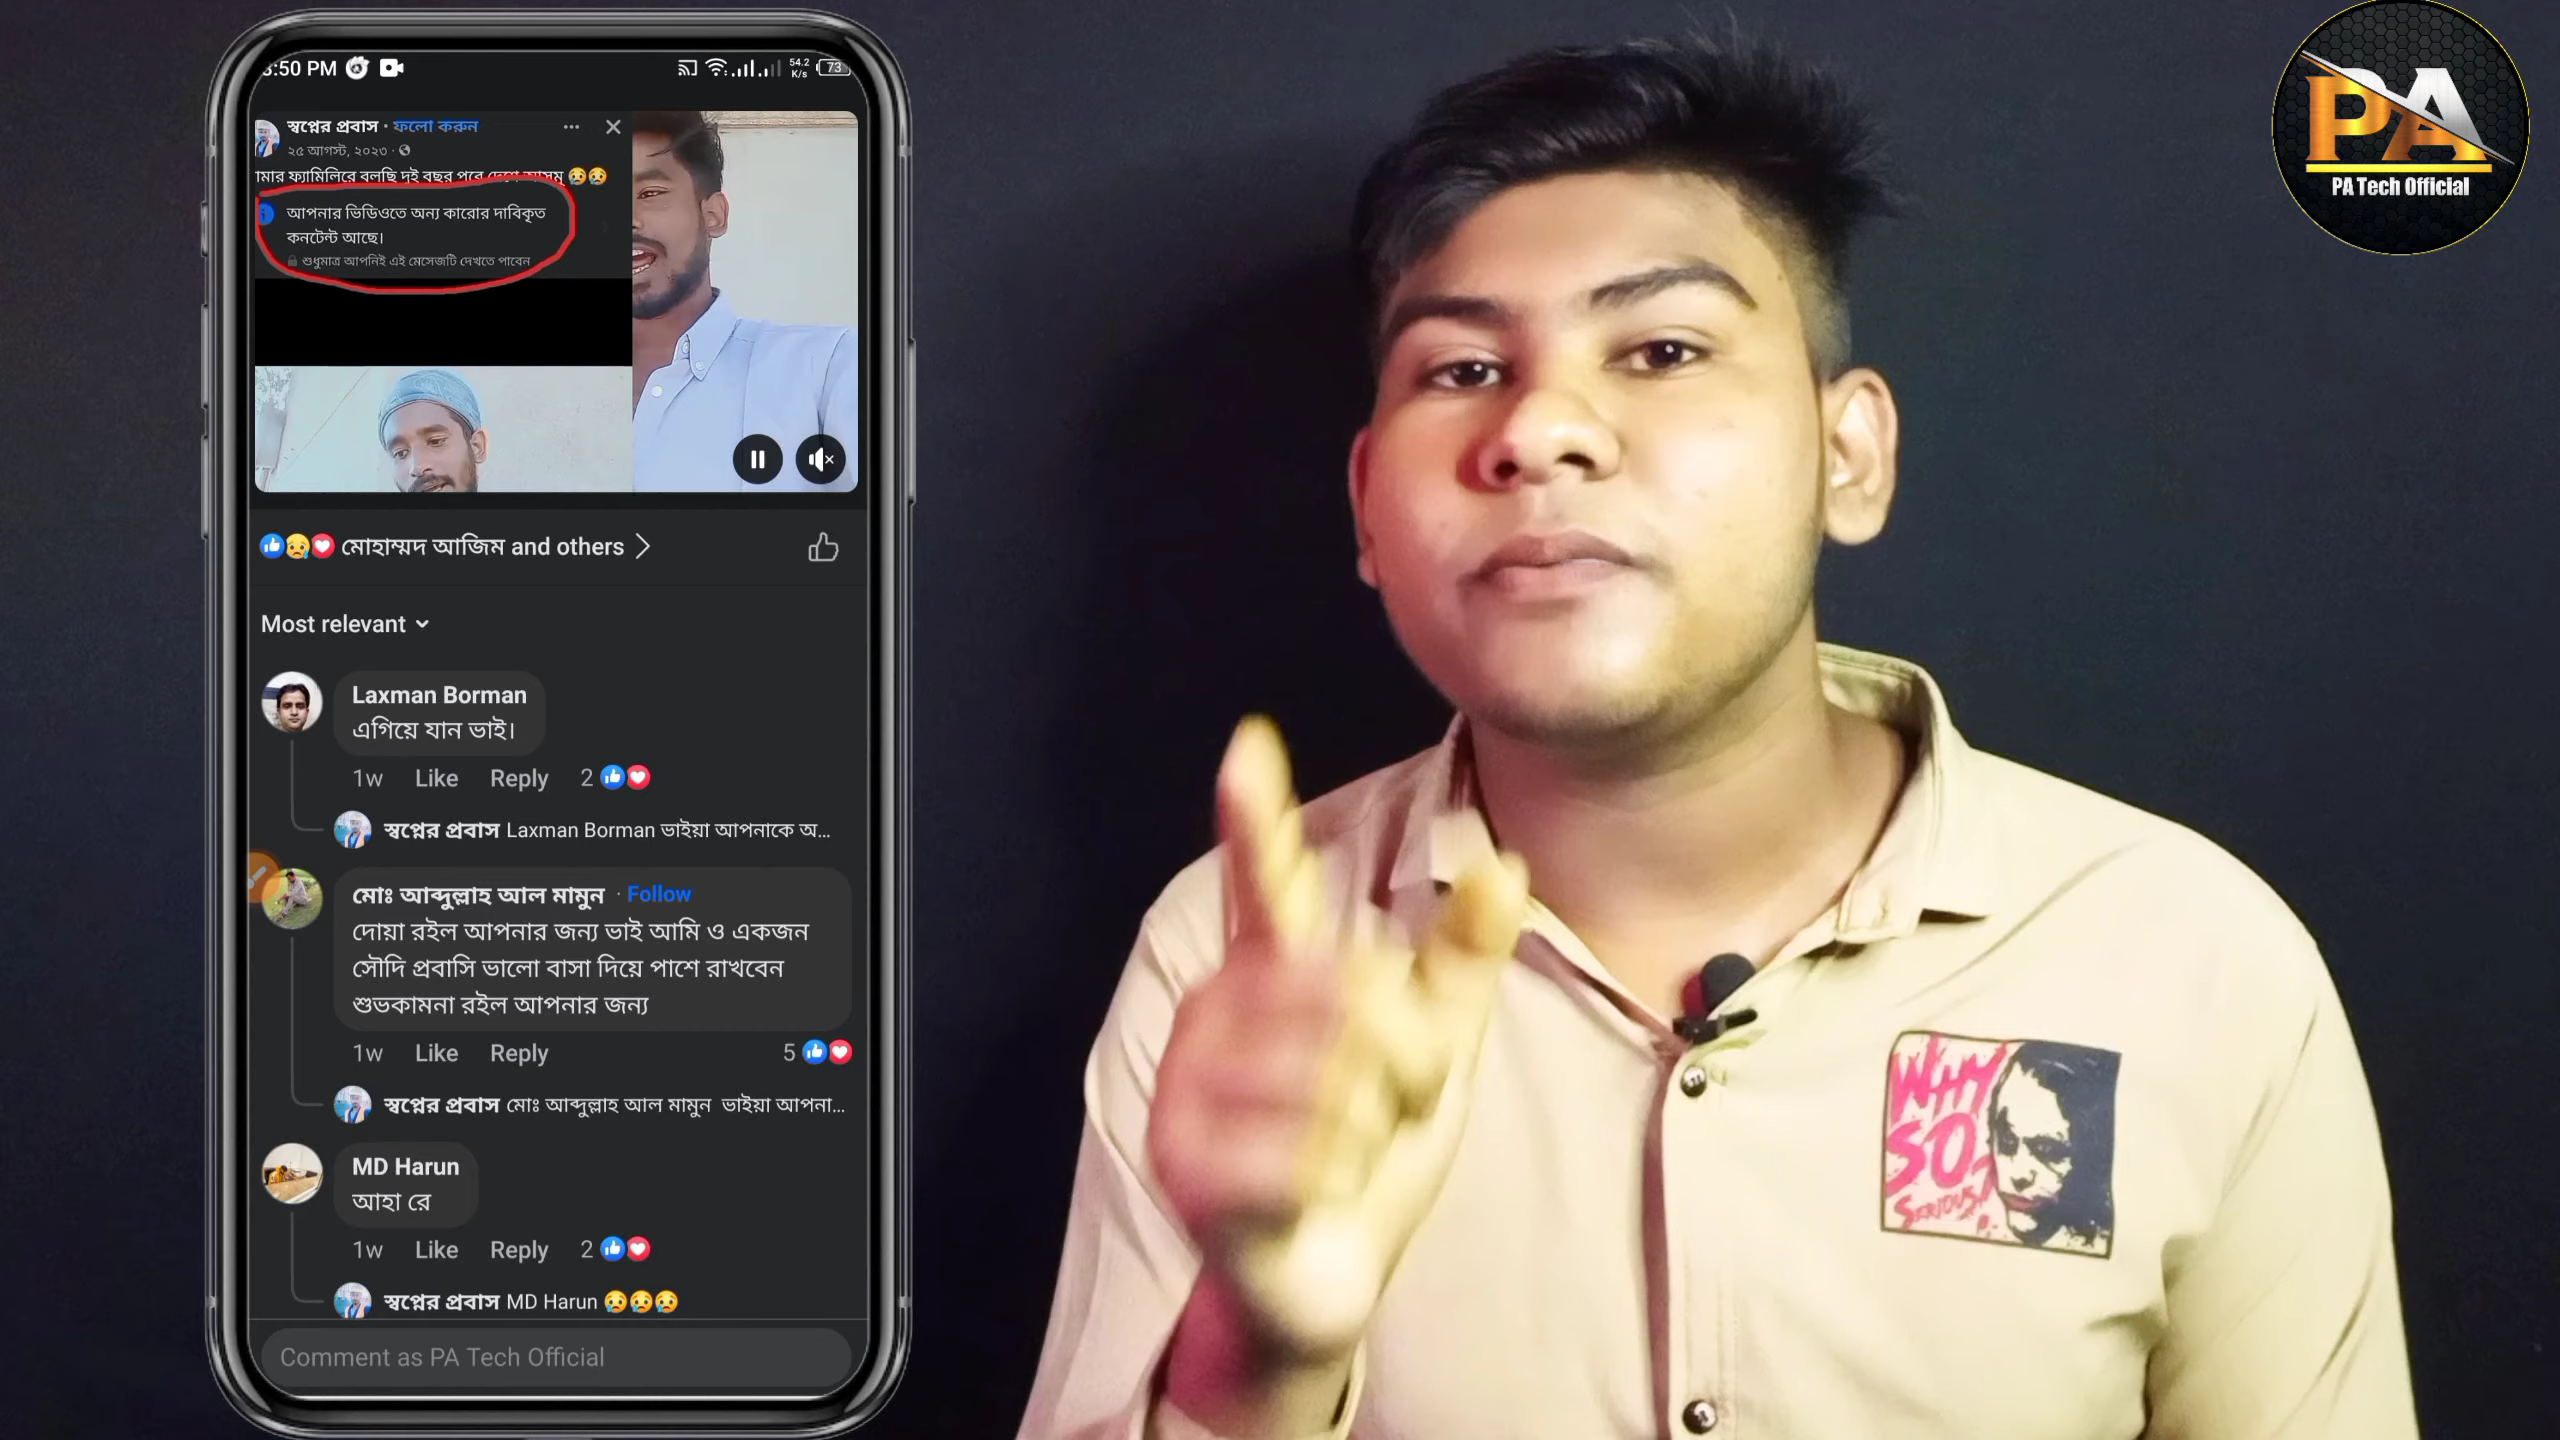 3:50 PM
54.2
K/s
73
স্বপ্নের প্রবাস · ফলো করুন
২৫ আগস্ট, ২০২৩ ·
মার ফ্যামিলিরে বলছি দুই বছর পরে দেশে আসমু 😥😥
আপনার ভিডিওতে অন্য কারোর দাবিকৃত
কনটেন্ট আছে।
শুধুমাত্র আপনিই এই মেসেজটি দেখতে পাবেন
মোহাম্মদ আজিম and others
Most relevant
Laxman Borman
এগিয়ে যান ভাই।
1w Like Reply 2
স্বপ্নের প্রবাস Laxman Borman ভাইয়া আপনাকে অ...
মোঃ আব্দুল্লাহ আল মামুন · Follow
দোয়া রইল আপনার জন্য ভাই আমি ও একজন
সৌদি প্রবাসি ভালো বাসা দিয়ে পাশে রাখবেন
শুভকামনা রইল আপনার জন্য
1w Like Reply 5
স্বপ্নের প্রবাস মোঃ আব্দুল্লাহ আল মামুন ভাইয়া আপনা...
MD Harun
আহা রে
1w Like Reply 2
স্বপ্নের প্রবাস MD Harun 😥😥😥
Comment as PA Tech Official
PA
PA Tech Official
WHY
SO
SERIOUS?